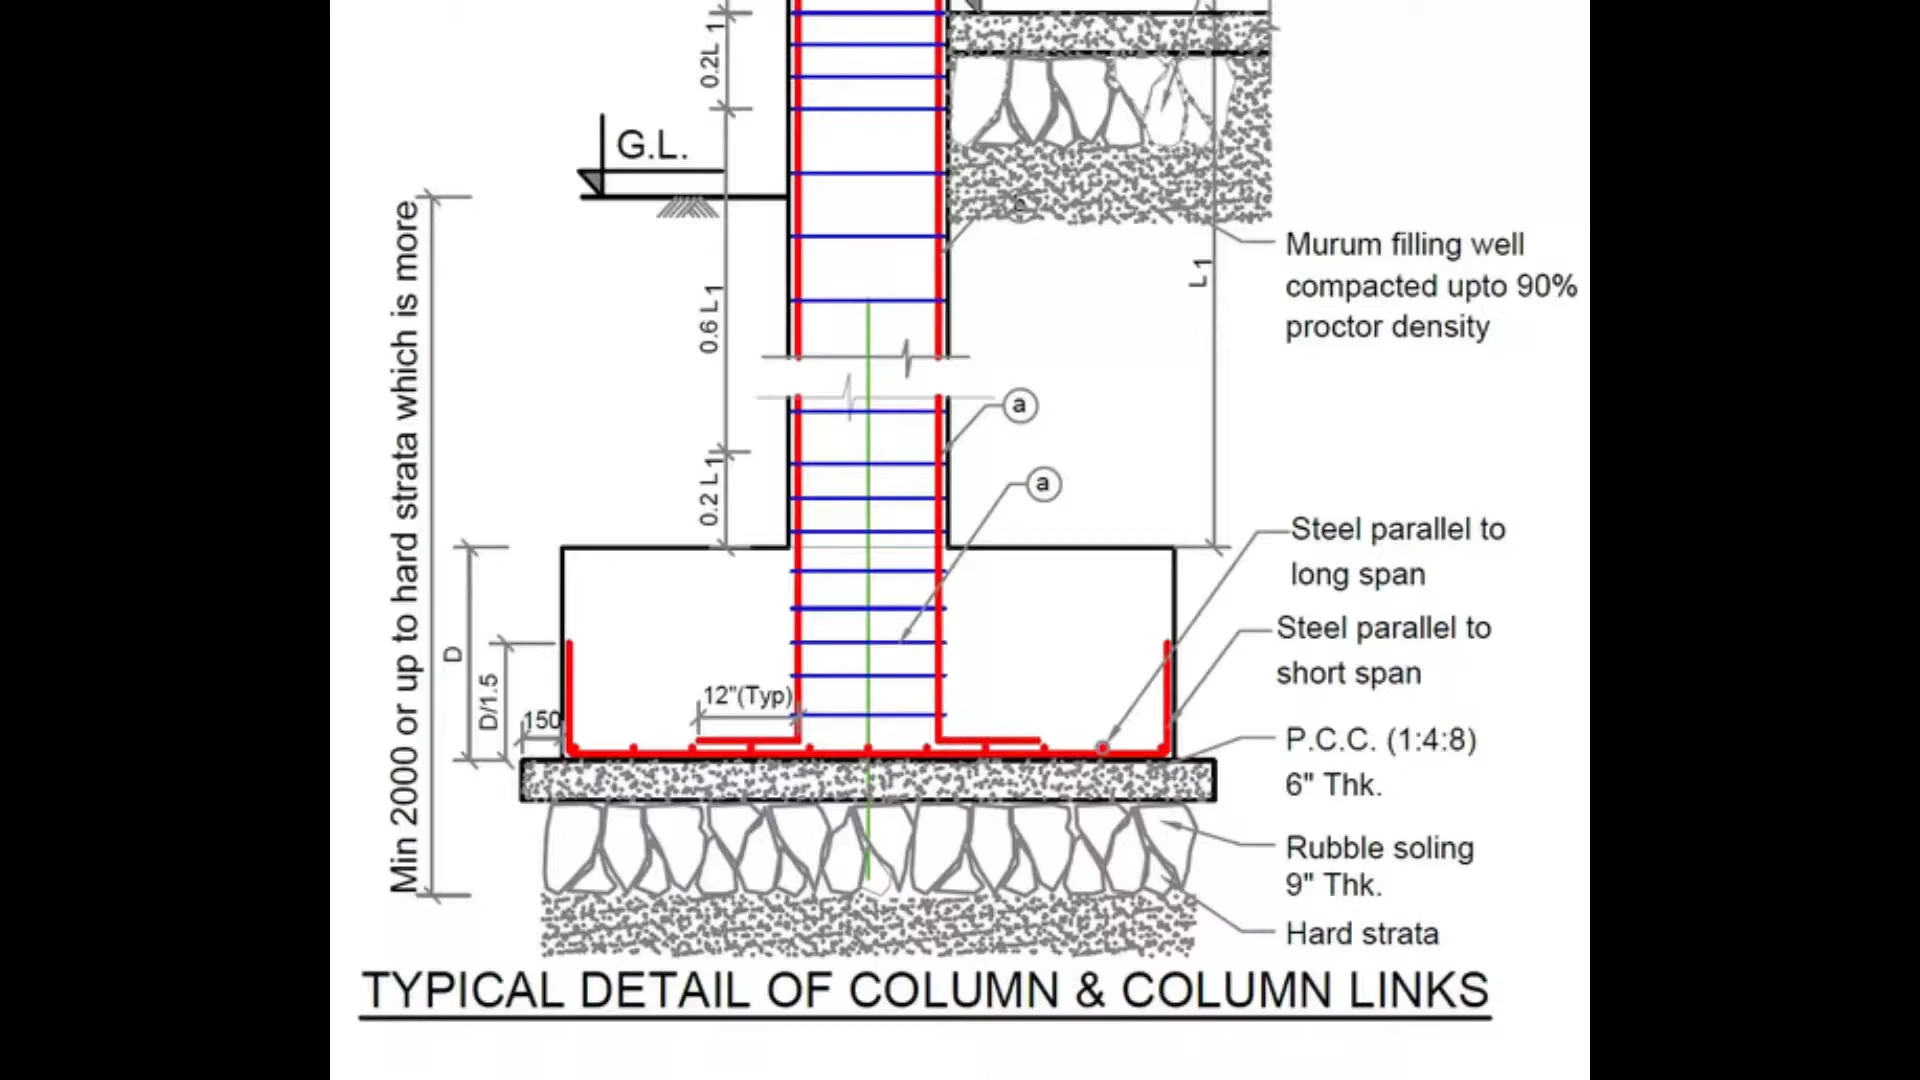 0.2L 1
G.L.
Min 2000 or up to hard strata which is more
0.6 L1
L1
Murum filling well
compacted upto 90%
proctor density
a
0.2 L1
a
Steel parallel to
long span
Steel parallel to
short span
D
D/1.5
150
12"(Typ)
P.C.C. (1:4:8)
6" Thk.
Rubble soling
9" Thk.
Hard strata
TYPICAL DETAIL OF COLUMN & COLUMN LINKS